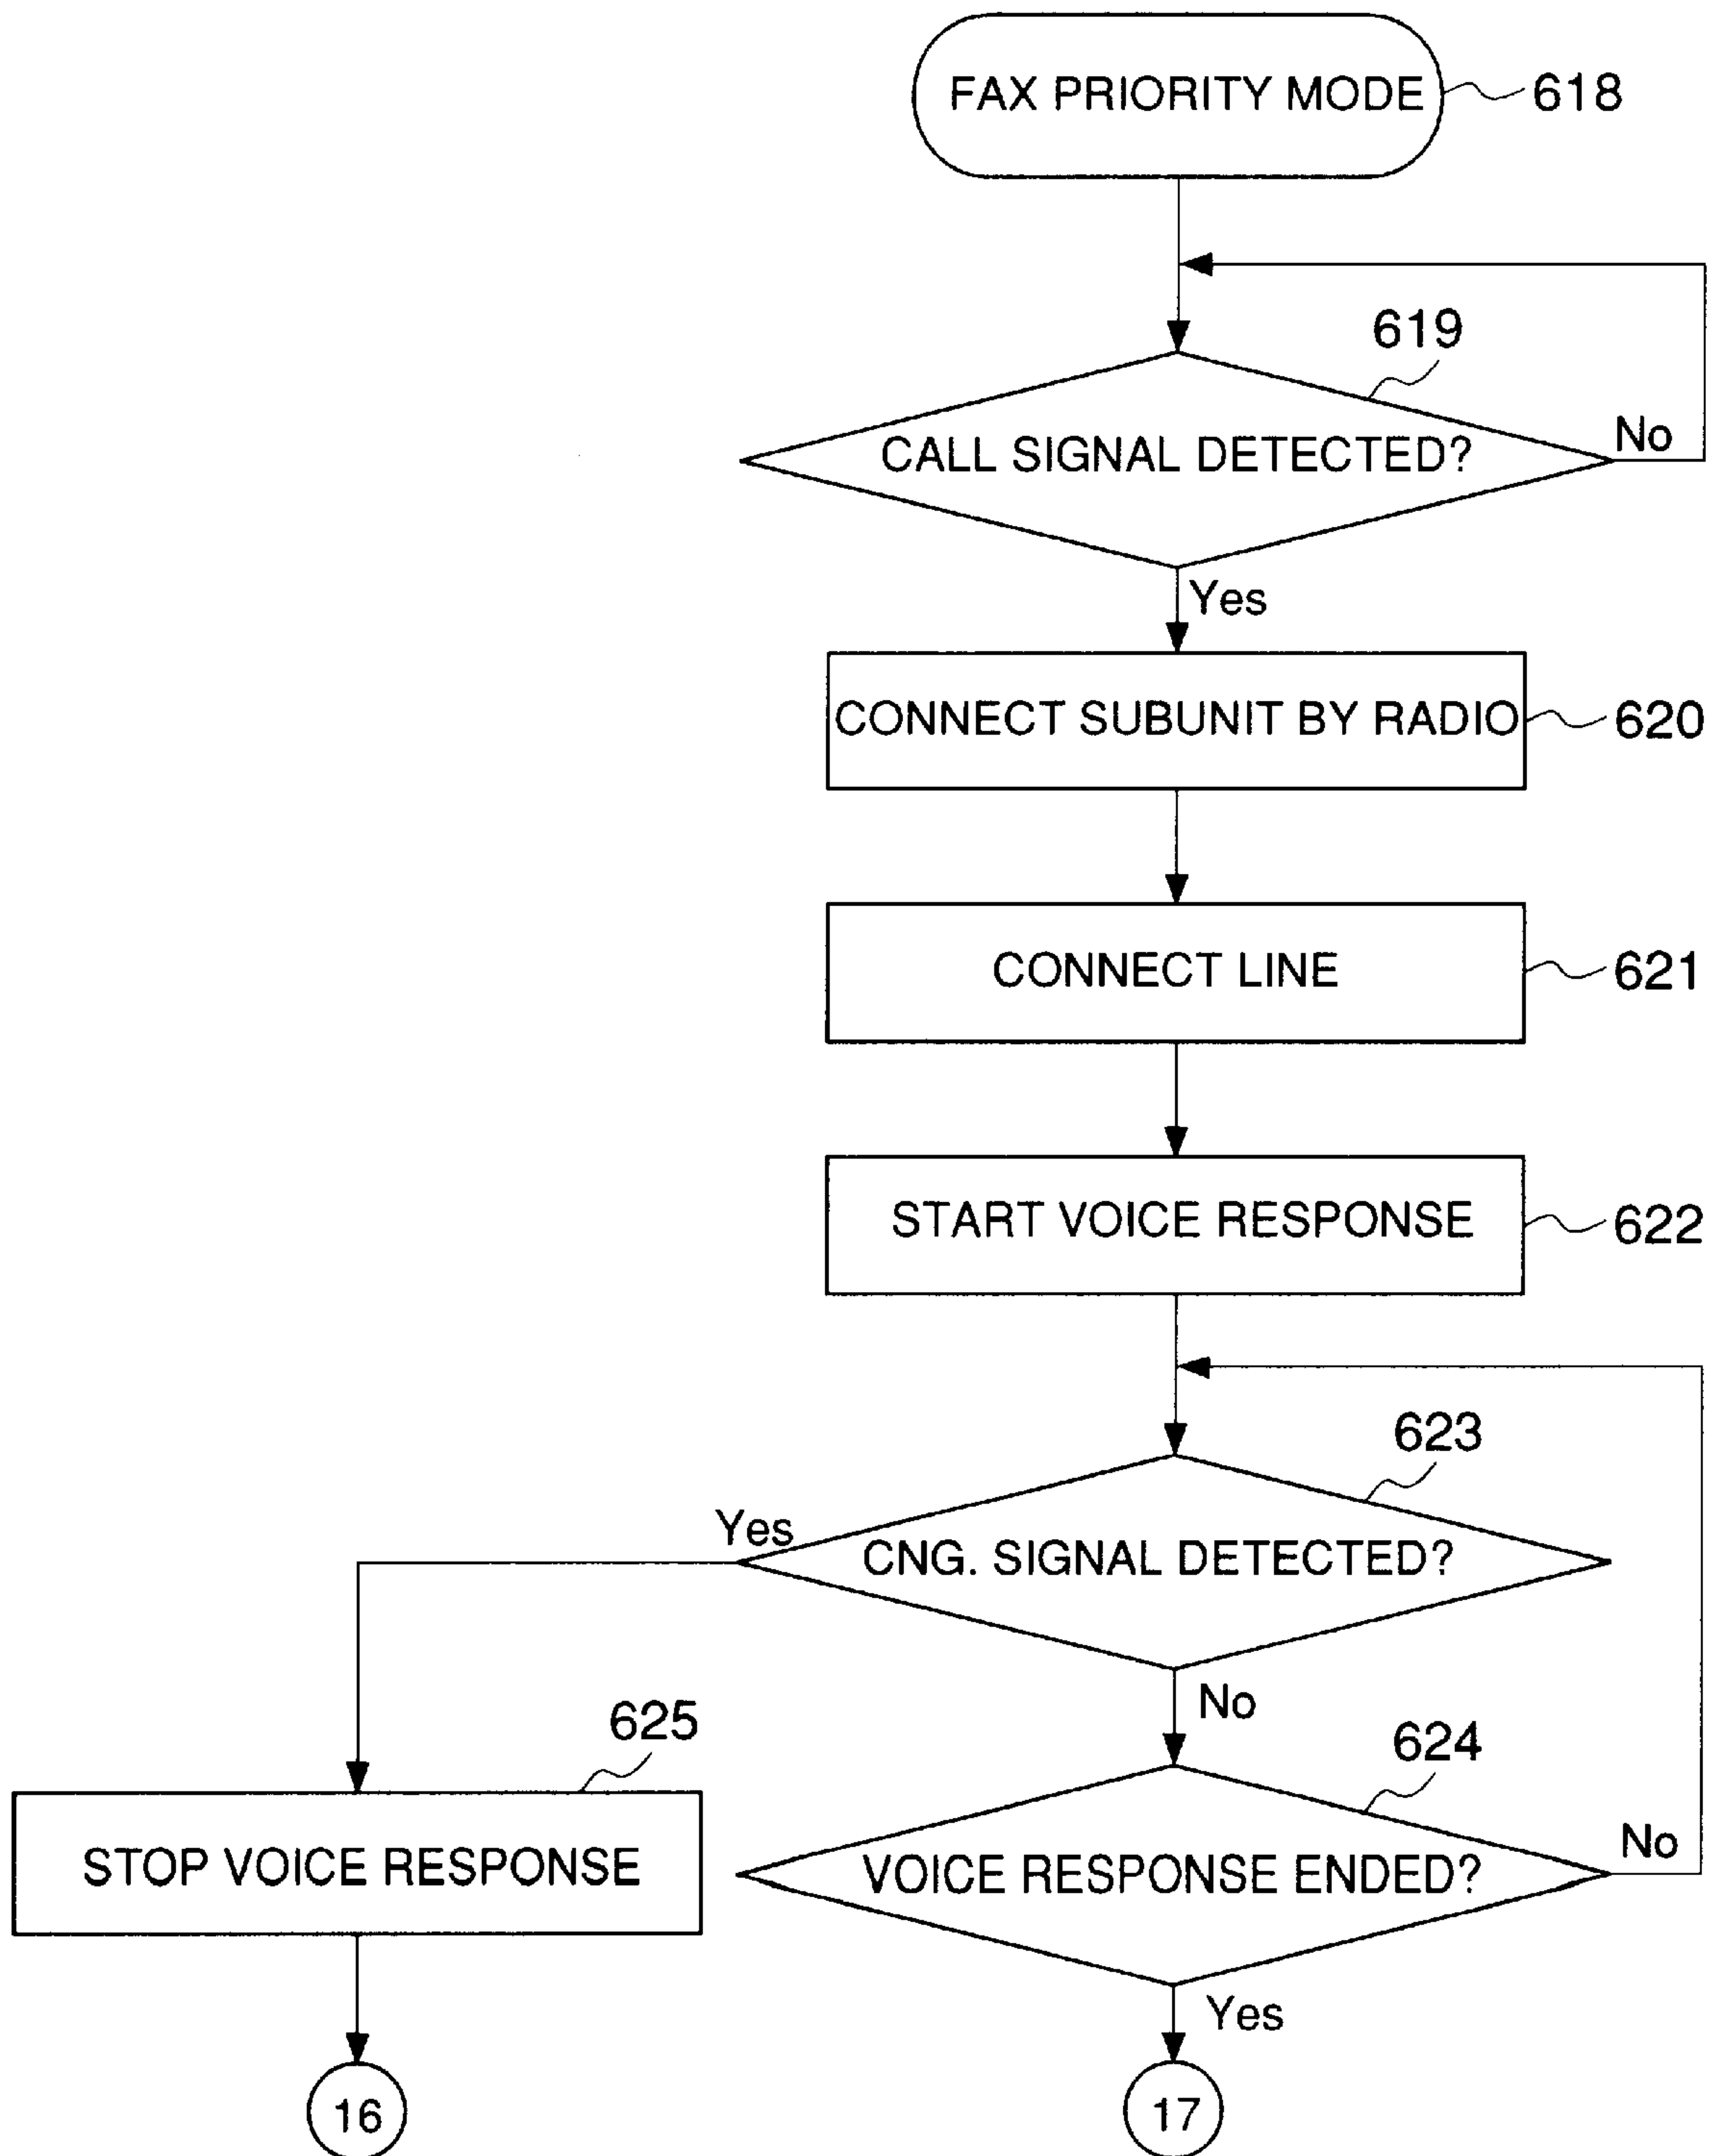 FAX PRIORITY MODE 618
619
CALL SIGNAL DETECTED? No
Yes
CONNECT SUBUNIT BY RADIO 620
CONNECT LINE 621
START VOICE RESPONSE 622
623
Yes
CNG. SIGNAL DETECTED?
No
625
624
STOP VOICE RESPONSE
VOICE RESPONSE ENDED? No
Yes
16
17